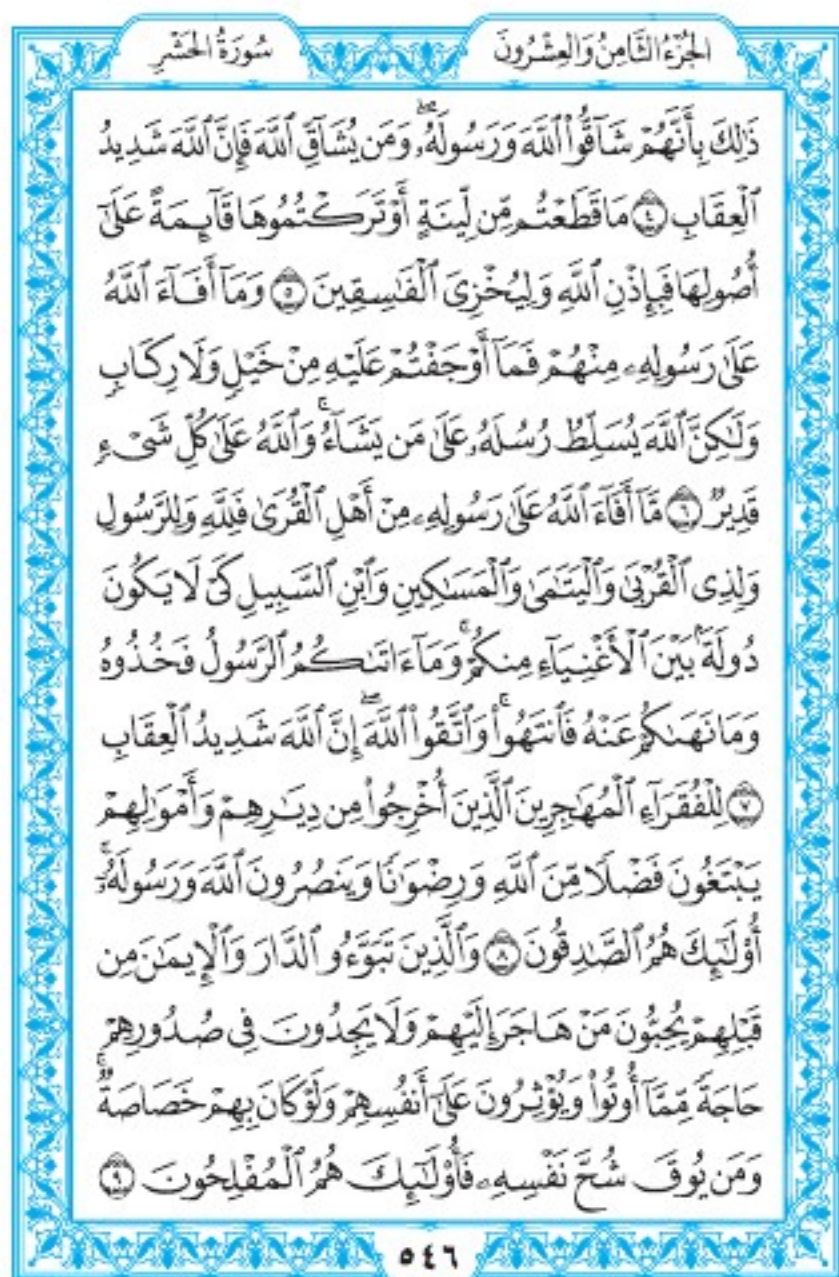 الجُزْءُ الثَّامِنُ وَالعِشْرُونَ سُورَةُ الحَشْرِ
ذَٰلِكَ بِأَنَّهُمْ شَآقُّواْ ٱللَّهَ وَرَسُولَهُۥۖ وَمَن يُشَآقِّ ٱللَّهَ فَإِنَّ ٱللَّهَ شَدِيدُ
ٱلْعِقَابِ ٤ مَا قَطَعْتُم مِّن لِّينَةٍ أَوْ تَرَكْتُمُوهَا قَآئِمَةً عَلَىٰٓ
أُصُولِهَا فَبِإِذْنِ ٱللَّهِ وَلِيُخْزِىَ ٱلْفَٰسِقِينَ ٥ وَمَآ أَفَآءَ ٱللَّهُ
عَلَىٰ رَسُولِهِۦ مِنْهُمْ فَمَآ أَوْجَفْتُمْ عَلَيْهِ مِنْ خَيْلٍ وَلَا رِكَابٍ
وَلَٰكِنَّ ٱللَّهَ يُسَلِّطُ رُسُلَهُۥ عَلَىٰ مَن يَشَآءُۚ وَٱللَّهُ عَلَىٰ كُلِّ شَىْءٍ
قَدِيرٌ ٦ مَّآ أَفَآءَ ٱللَّهُ عَلَىٰ رَسُولِهِۦ مِنْ أَهْلِ ٱلْقُرَىٰ فَلِلَّهِ وَلِلرَّسُولِ
وَلِذِى ٱلْقُرْبَىٰ وَٱلْيَتَٰمَىٰ وَٱلْمَسَٰكِينِ وَٱبْنِ ٱلسَّبِيلِ كَىْ لَا يَكُونَ
دُولَةًۢ بَيْنَ ٱلْأَغْنِيَآءِ مِنكُمْۚ وَمَآ ءَاتَىٰكُمُ ٱلرَّسُولُ فَخُذُوهُ
وَمَا نَهَىٰكُمْ عَنْهُ فَٱنتَهُواْۚ وَٱتَّقُواْ ٱللَّهَۖ إِنَّ ٱللَّهَ شَدِيدُ ٱلْعِقَابِ
٧ لِلْفُقَرَآءِ ٱلْمُهَٰجِرِينَ ٱلَّذِينَ أُخْرِجُواْ مِن دِيَٰرِهِمْ وَأَمْوَٰلِهِمْ
يَبْتَغُونَ فَضْلًا مِّنَ ٱللَّهِ وَرِضْوَٰنًا وَيَنصُرُونَ ٱللَّهَ وَرَسُولَهُۥٓۚ
أُوْلَٰٓئِكَ هُمُ ٱلصَّٰدِقُونَ ٨ وَٱلَّذِينَ تَبَوَّءُو ٱلدَّارَ وَٱلْإِيمَٰنَ مِن
قَبْلِهِمْ يُحِبُّونَ مَنْ هَاجَرَ إِلَيْهِمْ وَلَا يَجِدُونَ فِى صُدُورِهِمْ
حَاجَةً مِّمَّآ أُوتُواْ وَيُؤْثِرُونَ عَلَىٰٓ أَنفُسِهِمْ وَلَوْ كَانَ بِهِمْ خَصَاصَةٌۚ
وَمَن يُوقَ شُحَّ نَفْسِهِۦ فَأُوْلَٰٓئِكَ هُمُ ٱلْمُفْلِحُونَ ٩
٥٤٦